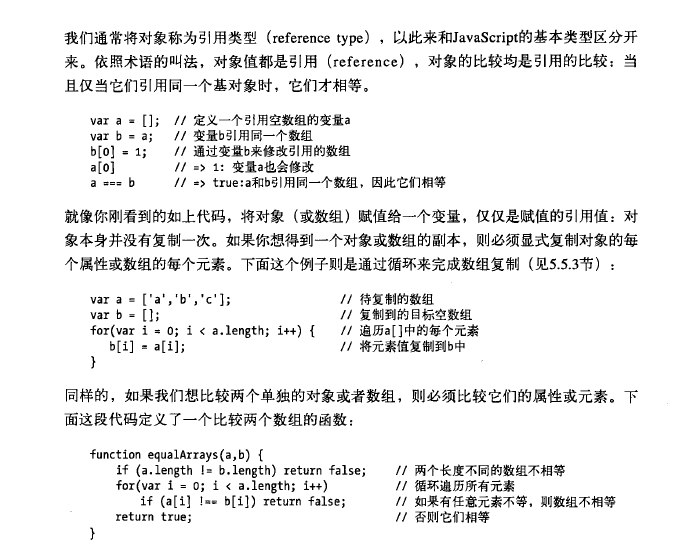 我们通常将对象称为引用类型（reference type），以此来和JavaScript的基本类型区分开
来。依照术语的叫法，对象值都是引用（reference），对象的比较均是引用的比较：当
且仅当它们引用同一个基对象时，它们才相等。
var a = []; // 定义一个引用空数组的变量a
var b = a; // 变量b引用同一个数组
b[0] = 1; // 通过变量b来修改引用的数组
a[0] // => 1: 变量a也会修改
a === b // => true:a和b引用同一个数组，因此它们相等
就像你刚看到的如上代码，将对象（或数组）赋值给一个变量，仅仅是赋值的引用值：对
象本身并没有复制一次。如果你想得到一个对象或数组的副本，则必须显式复制对象的每
个属性或数组的每个元素。下面这个例子则是通过循环来完成数组复制（见5.5.3节）：
var a = ['a','b','c']; // 待复制的数组
var b = []; // 复制到的目标空数组
for(var i = 0; i < a.length; i++) { // 遍历a[]中的每个元素
b[i] = a[i]; // 将元素值复制到b中
}
同样的，如果我们想比较两个单独的对象或者数组，则必须比较它们的属性或元素。下
面这段代码定义了一个比较两个数组的函数：
function equalArrays(a,b) {
if (a.length != b.length) return false; // 两个长度不同的数组不相等
for(var i = 0; i < a.length; i++) // 循环遍历所有元素
if (a[i] !== b[i]) return false; // 如果有任意元素不等，则数组不相等
return true; // 否则它们相等
}